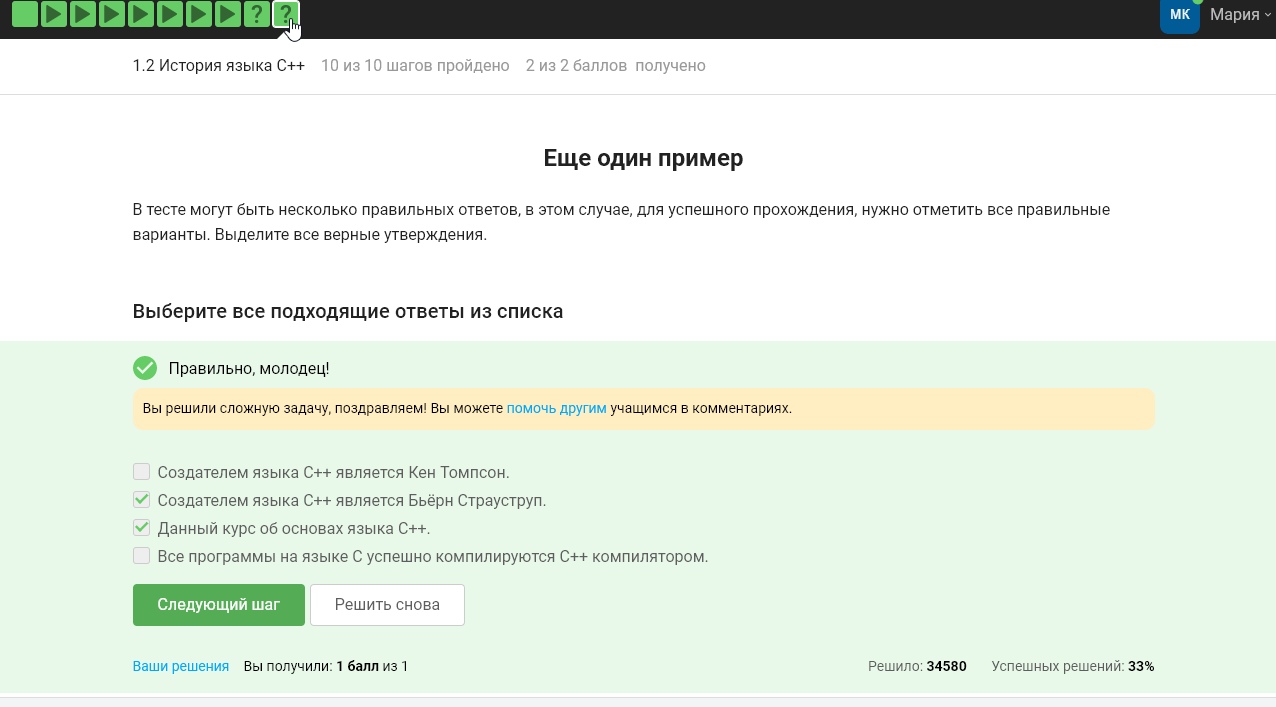 ? ?
МК Мария
1.2 История языка C++ 10 из 10 шагов пройдено 2 из 2 баллов получено
Еще один пример
В тесте могут быть несколько правильных ответов, в этом случае, для успешного прохождения, нужно отметить все правильные
варианты. Выделите все верные утверждения.
Выберите все подходящие ответы из списка
Правильно, молодец!
Вы решили сложную задачу, поздравляем! Вы можете помочь другим учащимся в комментариях.
Создателем языка C++ является Кен Томпсон.
Создателем языка C++ является Бьёрн Страуструп.
Данный курс об основах языка C++.
Все программы на языке C успешно компилируются C++ компилятором.
Следующий шаг Решить снова
Ваши решения Вы получили: 1 балл из 1 Решило: 34580 Успешных решений: 33%